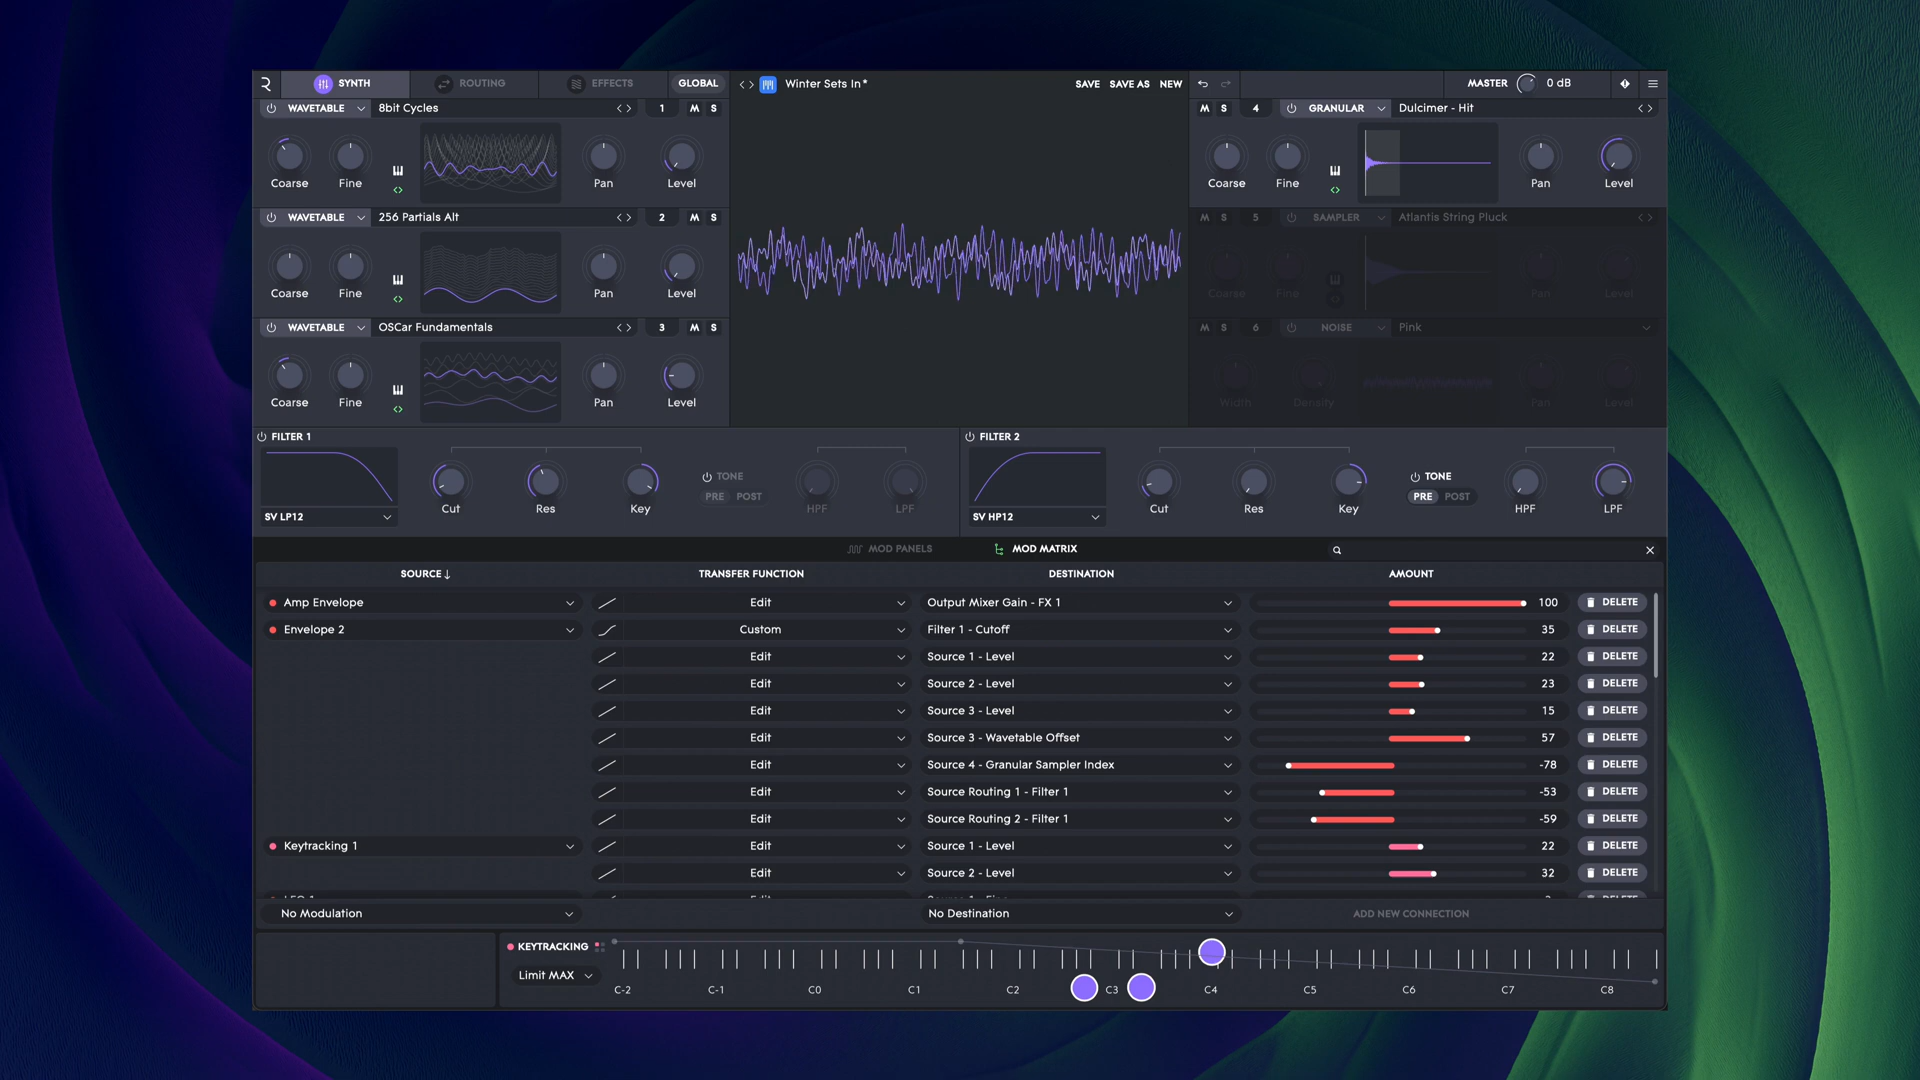 SYNTH ROUTING EFFECTS GLOBAL Winter Sets In* SAVE SAVE AS NEW MASTER 0 dB
WAVETABLE 8bit Cycles 1 M S
Coarse Fine Pan Level
WAVETABLE 256 Partials Alt 2 M S
Coarse Fine Pan Level
WAVETABLE OSCar Fundamentals 3 M S
Coarse Fine Pan Level
M S 4 GRANULAR Dulcimer - Hit
Coarse Fine Pan Level
M S 5 SAMPLER Atlantis String Pluck
Coarse Fine Pan Level
M S 6 NOISE Pink
Width Density Pan Level
FILTER 1
SV LP12
Cut Res Key
TONE
PRE POST
HPF LPF
FILTER 2
SV HP12
Cut Res Key
TONE
PRE POST
HPF LPF
MOD PANELS MOD MATRIX
SOURCE TRANSFER FUNCTION DESTINATION AMOUNT
Amp Envelope Edit Output Mixer Gain - FX 1 100 DELETE
Envelope 2 Custom Filter 1 - Cutoff 35 DELETE
Edit Source 1 - Level 22 DELETE
Edit Source 2 - Level 23 DELETE
Edit Source 3 - Level 15 DELETE
Edit Source 3 - Wavetable Offset 57 DELETE
Edit Source 4 - Granular Sampler Index -78 DELETE
Edit Source Routing 1 - Filter 1 -53 DELETE
Edit Source Routing 2 - Filter 1 -59 DELETE
Keytracking 1 Edit Source 1 - Level 22 DELETE
Edit Source 2 - Level 32 DELETE
No Modulation No Destination ADD NEW CONNECTION
KEYTRACKING
Limit MAX
C-2 C-1 C0 C1 C2 C3 C4 C5 C6 C7 C8